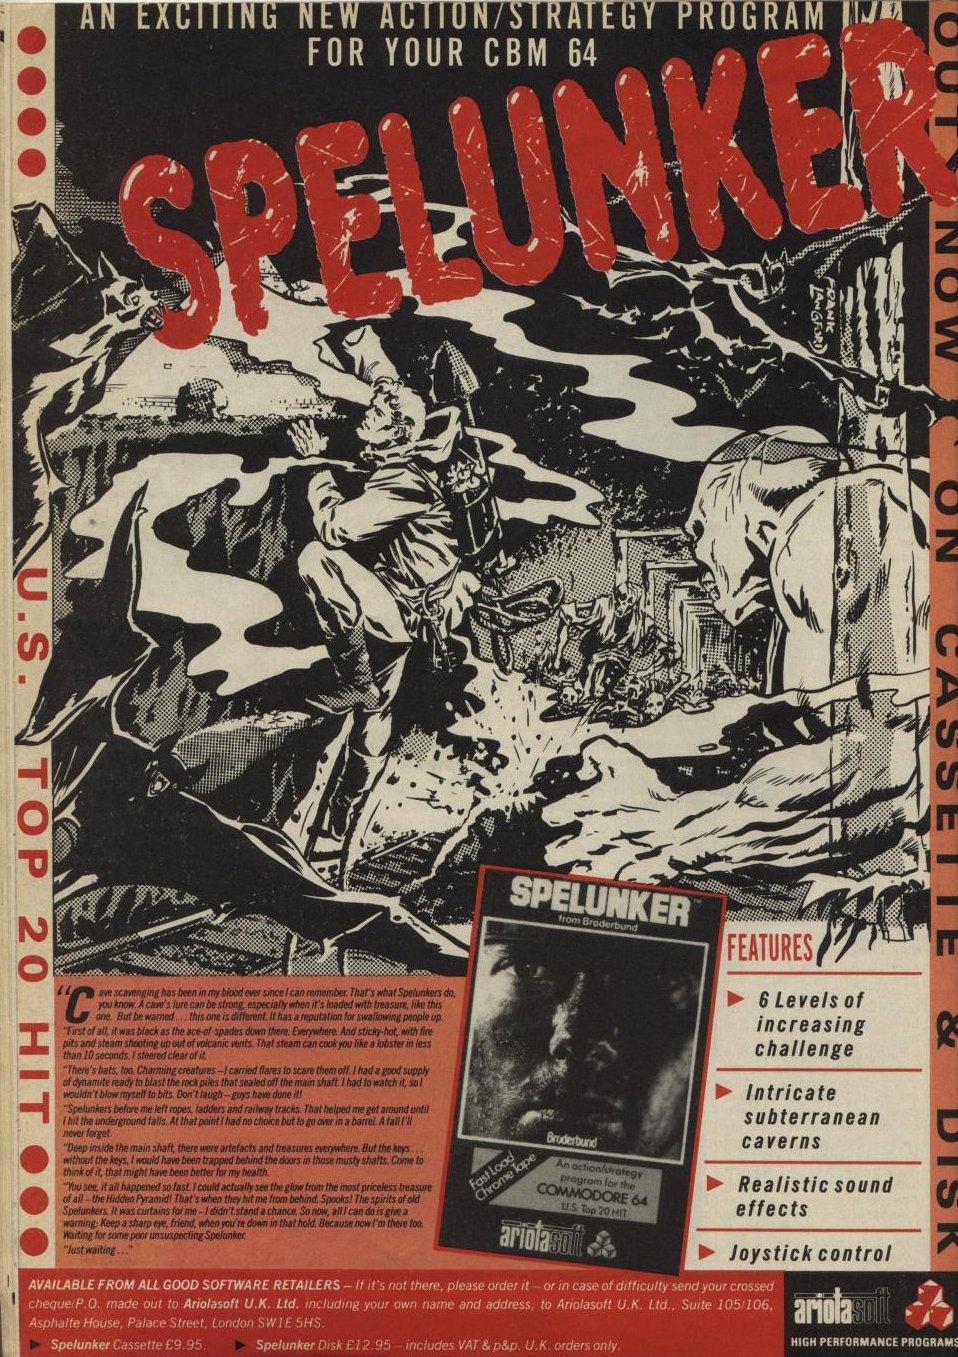 AN EXCITING NEW ACTION/STRATEGY PROGRAM
FOR YOUR CBM 64
SPELUNKER
FRANK
LANGFORD
OUT NOW ON CASSETTE & DISK
U.S. TOP 20 HIT
“Cave scavenging has been in my blood ever since I can remember. That's what Spelunkers do,
you know. A cave's lure can be strong, especially when it's loaded with treasure, like this
one. But be warned . . . this one is different. It has a reputation for swallowing people up.
“First of all, it was black as the ace-of-spades down there. Everywhere. And sticky-hot, with fire
pits and steam shooting up out of volcanic vents. That steam can cook you like a lobster in less
than 10 seconds. I steered clear of it.
“There's bats, too. Charming creatures – I carried flares to scare them off. I had a good supply
of dynamite ready to blast the rock piles that sealed off the main shaft. I had to watch it, so I
wouldn't blow myself to bits. Don't laugh – guys have done it!
“Spelunkers before me left ropes, ladders and railway tracks. That helped me get around until
I hit the underground falls. At that point I had no choice but to go over in a barrel. A fall I'll
never forget.
“Deep inside the main shaft, there were artefacts and treasures everywhere. But the keys . . .
without the keys, I would have been trapped behind the doors in those musty shafts. Come to
think of it, that might have been better for my health.
“You see, it all happened so fast. I could actually see the glow from the most priceless treasure
of all – the Hidden Pyramid! That's when they hit me from behind. Spooks! The spirits of old
Spelunkers. It was curtains for me – I didn't stand a chance. So now, all I can do is give a
warning. Keep a sharp eye, friend, when you're down in that hold. Because now I'm there too.
Waiting for some poor unsuspecting Spelunker.
“Just waiting . . .”
SPELUNKER™
from Broderbund
Broderbund
Fast Load
Chrome Tape
An action/strategy
program for the
COMMODORE 64
U.S. Top 20 HIT
ariolasoft
FEATURES
6 Levels of
increasing
challenge
Intricate
subterranean
caverns
Realistic sound
effects
Joystick control
AVAILABLE FROM ALL GOOD SOFTWARE RETAILERS – If it's not there, please order it – or in case of difficulty send your crossed
cheque/P.O. made out to Ariolasoft U.K. Ltd. including your own name and address, to Ariolasoft U.K. Ltd., Suite 105/106,
Asphalte House, Palace Street, London SW1E 5HS.
Spelunker Cassette £9.95. Spelunker Disk £12.95 – includes VAT & p&p. U.K. orders only.
ariolasoft
HIGH PERFORMANCE PROGRAMS